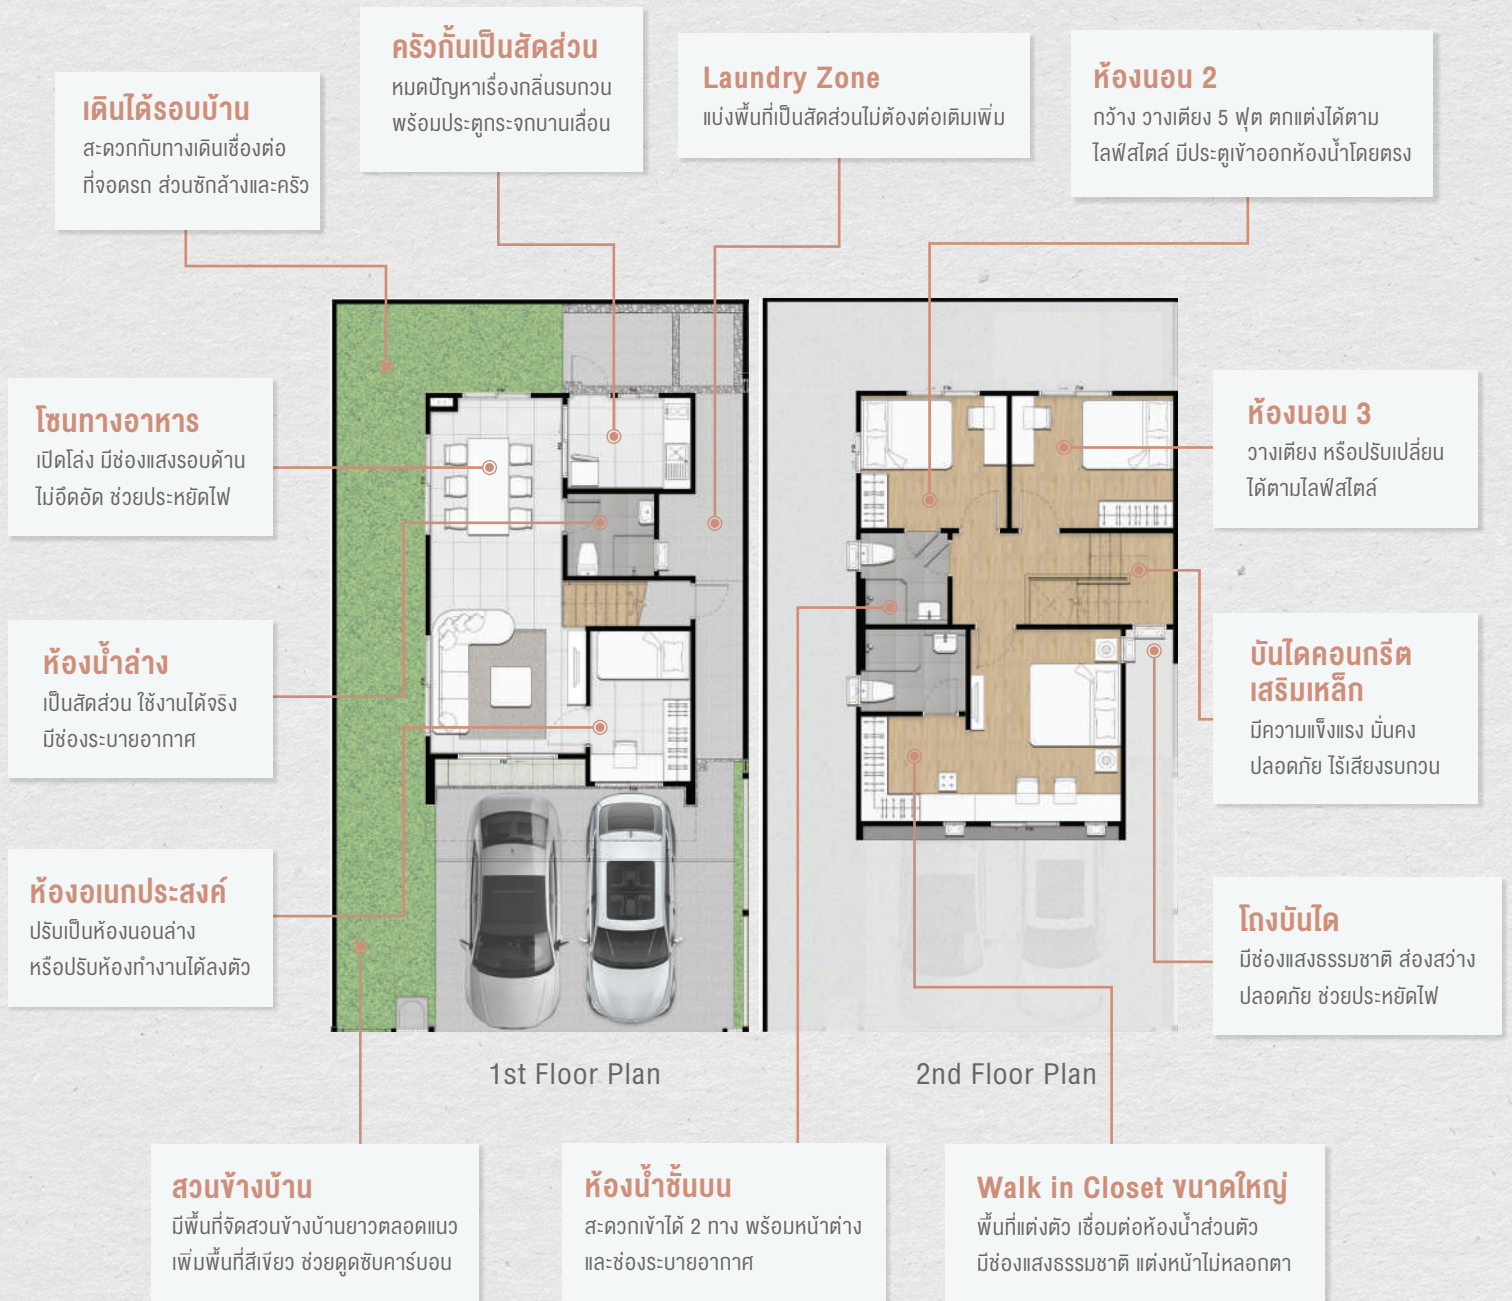 ครัวกั้นเป็นสัดส่วน
หมดปัญหาเรื่องกลิ่นรบกวน
พร้อมประตูกระจกบานเลื่อน
Laundry Zone
แบ่งพื้นที่เป็นสัดส่วนไม่ต้องต่อเติมเพิ่ม
ห้องนอน 2
กว้าง วางเตียง 5 ฟุต ตกแต่งได้ตาม
ไลฟ์สไตล์ มีประตูเข้าออกห้องน้ำโดยตรง
เดินได้รอบบ้าน
สะดวกกับทางเดินเชื่องต่อ
ที่จอดรถ ส่วนซักล้างและครัว
โซนทางอาหาร
เปิดโล่ง มีช่องแสงรอบด้าน
ไม่อึดอัด ช่วยประหยัดไฟ
ห้องนอน 3
วางเตียง หรือปรับเปลี่ยน
ได้ตามไลฟ์สไตล์
ห้องน้ำล่าง
เป็นสัดส่วน ใช้งานได้จริง
มีช่องระบายอากาศ
บันไดคอนกรีต
เสริมเหล็ก
มีความแข็งแรง มั่นคง
ปลอดภัย ไร้เสียงรบกวน
ห้องอเนกประสงค์
ปรับเป็นห้องนอนล่าง
หรือปรับห้องทำงานได้ลงตัว
โถงบันได
มีช่องแสงธรรมชาติ ส่องสว่าง
ปลอดภัย ช่วยประหยัดไฟ
1st Floor Plan
2nd Floor Plan
สวนข้างบ้าน
มีพื้นที่จัดสวนข้างบ้านยาวตลอดแนว
เพิ่มพื้นที่สีเขียว ช่วยดูดซับคาร์บอน
ห้องน้ำชั้นบน
สะดวกเข้าได้ 2 ทาง พร้อมหน้าต่าง
และช่องระบายอากาศ
Walk in Closet ขนาดใหญ่
พื้นที่แต่งตัว เชื่อมต่อห้องน้ำส่วนตัว
มีช่องแสงธรรมชาติ แต่งหน้าไม่หลอกตา